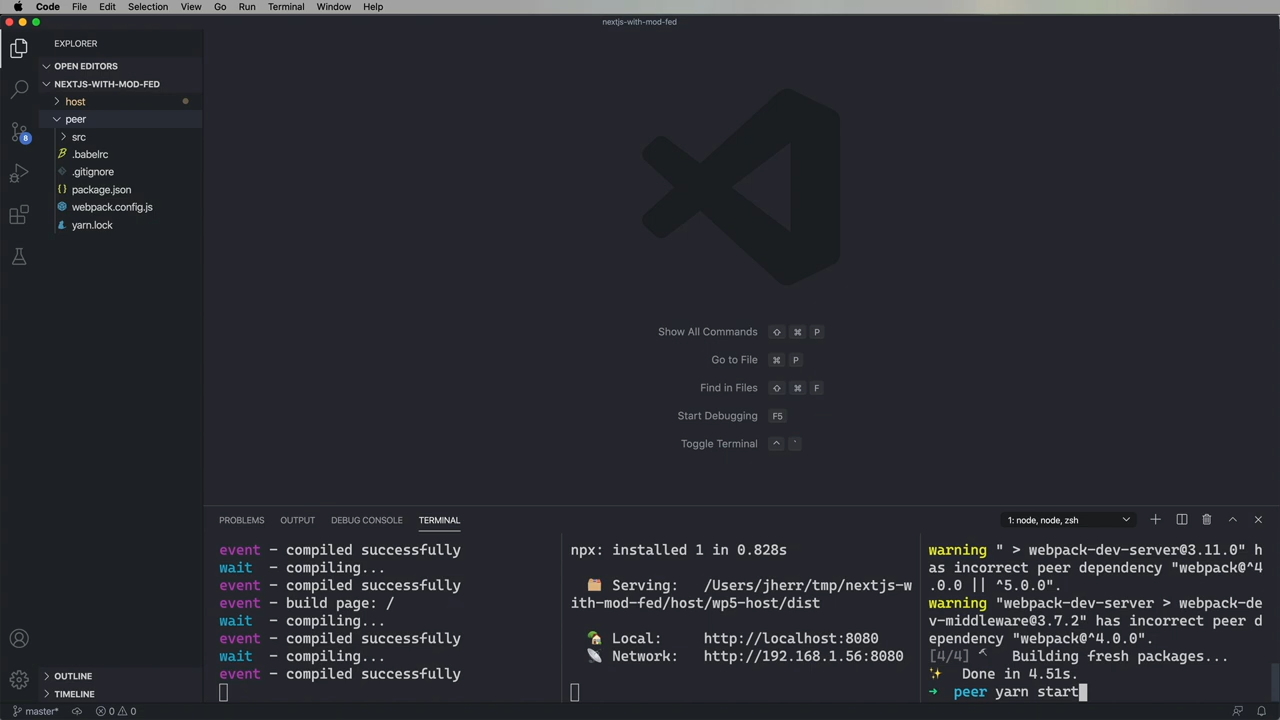 Code File Edit Selection View Go Run Terminal Window Help
nextjs-with-mod-fed
EXPLORER
OPEN EDITORS
NEXTJS-WITH-MOD-FED
host
peer
src
.babelrc
.gitignore
package.json
webpack.config.js
yarn.lock
8
OUTLINE
TIMELINE
Show All Commands ⇧ ⌘ P
Go to File ⌘ P
Find in Files ⇧ ⌘ F
Start Debugging F5
Toggle Terminal ^ `
PROBLEMS OUTPUT DEBUG CONSOLE TERMINAL
1: node, node, zsh
event - compiled successfully
wait - compiling...
event - compiled successfully
event - build page: /
wait - compiling...
event - compiled successfully
wait - compiling...
event - compiled successfully
npx: installed 1 in 0.828s
Serving: /Users/jherr/tmp/nextjs-w
ith-mod-fed/host/wp5-host/dist
Local: http://localhost:8080
Network: http://192.168.1.56:8080
warning " > webpack-dev-server@3.11.0" h
as incorrect peer dependency "webpack@^4
.0.0 || ^5.0.0".
warning "webpack-dev-server > webpack-de
v-middleware@3.7.2" has incorrect peer d
ependency "webpack@^4.0.0".
[4/4] Building fresh packages...
Done in 4.51s.
➜ peer yarn start
master* 0 0